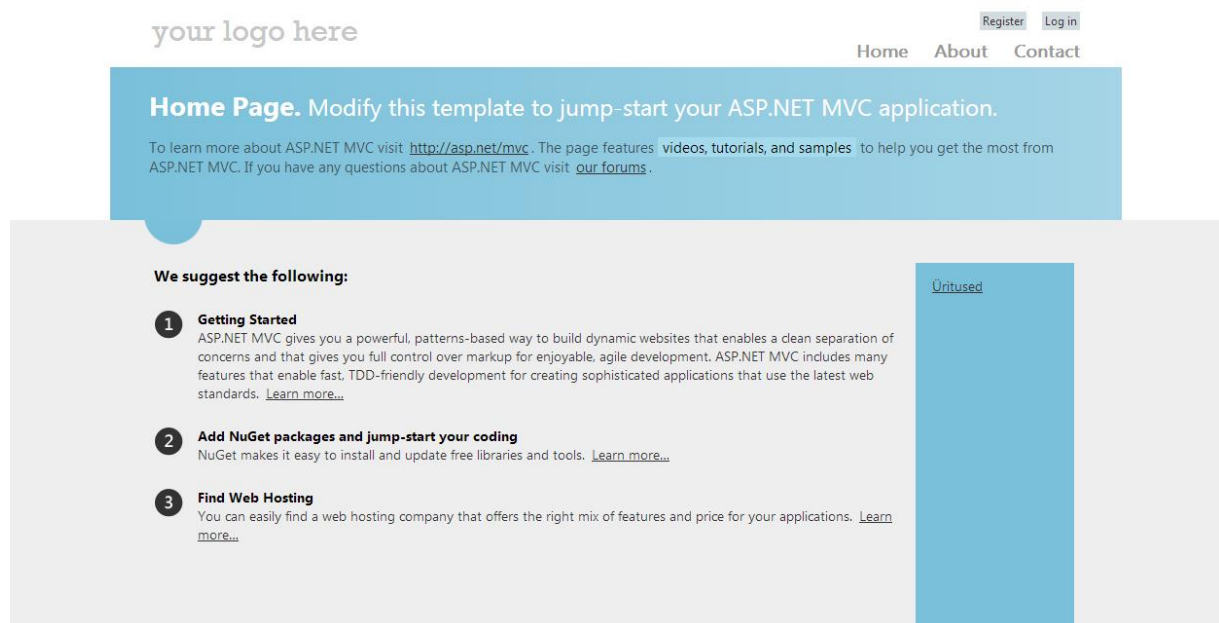 your logo here
Register Log in
Home About Contact
Home Page. Modify this template to jump-start your ASP.NET MVC application.
To learn more about ASP.NET MVC visit http://asp.net/mvc . The page features videos, tutorials, and samples to help you get the most from
ASP.NET MVC. If you have any questions about ASP.NET MVC visit our forums .
We suggest the following:
Üritused
1 Getting Started
ASP.NET MVC gives you a powerful, patterns-based way to build dynamic websites that enables a clean separation of
concerns and that gives you full control over markup for enjoyable, agile development. ASP.NET MVC includes many
features that enable fast, TDD-friendly development for creating sophisticated applications that use the latest web
standards. Learn more...
2 Add NuGet packages and jump-start your coding
NuGet makes it easy to install and update free libraries and tools. Learn more...
3 Find Web Hosting
You can easily find a web hosting company that offers the right mix of features and price for your applications. Learn
more...